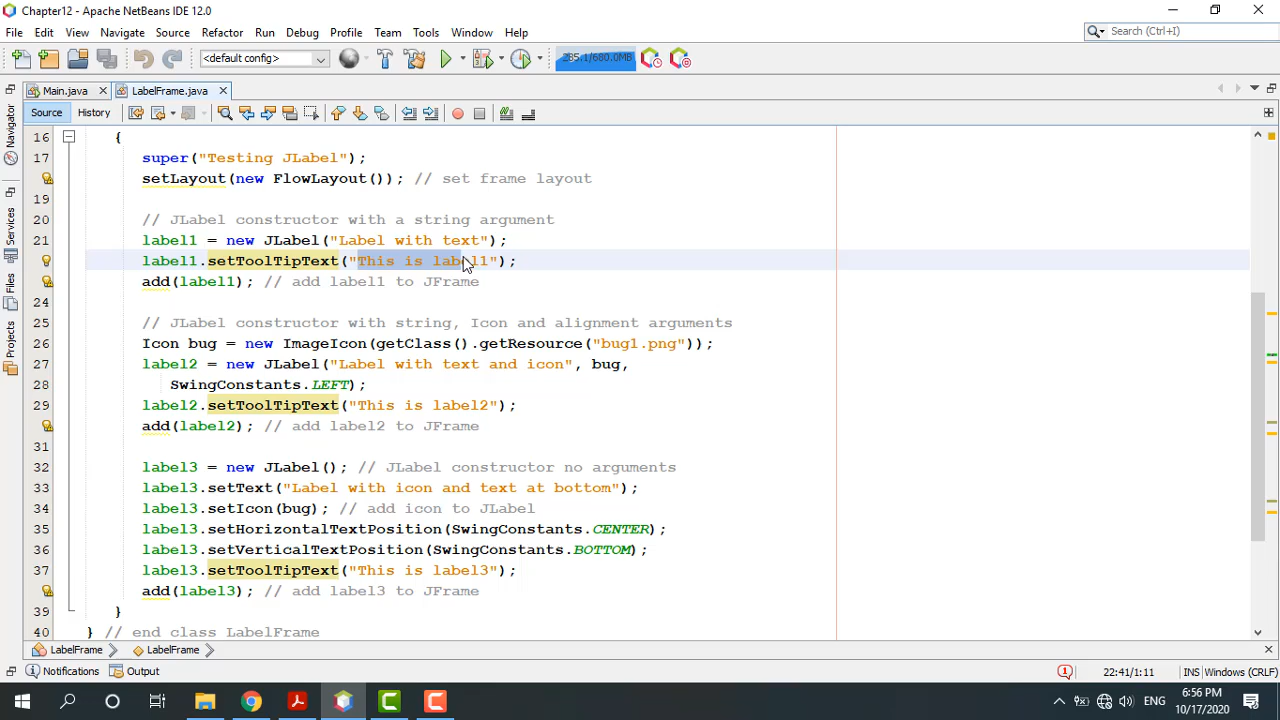 Chapter12 - Apache NetBeans IDE 12.0
File Edit View Navigate Source Refactor Run Debug Profile Team Tools Window Help
Search (Ctrl+I)
<default config>
285.1/680.0MB
Main.java
LabelFrame.java
Source History
Navigator
Services
Files
Projects
16 {
17 super("Testing JLabel");
setLayout(new FlowLayout()); // set frame layout
19
20 // JLabel constructor with a string argument
21 label1 = new JLabel("Label with text");
label1.setToolTipText("This is label1");
add(label1); // add label1 to JFrame
24
25 // JLabel constructor with string, Icon and alignment arguments
26 Icon bug = new ImageIcon(getClass().getResource("bug1.png"));
27 label2 = new JLabel("Label with text and icon", bug,
28 SwingConstants.LEFT);
29 label2.setToolTipText("This is label2");
add(label2); // add label2 to JFrame
31
32 label3 = new JLabel(); // JLabel constructor no arguments
33 label3.setText("Label with icon and text at bottom");
34 label3.setIcon(bug); // add icon to JLabel
35 label3.setHorizontalTextPosition(SwingConstants.CENTER);
36 label3.setVerticalTextPosition(SwingConstants.BOTTOM);
37 label3.setToolTipText("This is label3");
add(label3); // add label3 to JFrame
39 }
40 } // end class LabelFrame
LabelFrame LabelFrame
Notifications Output
22:41/1:11 INS Windows (CRLF)
ENG
6:56 PM
10/17/2020